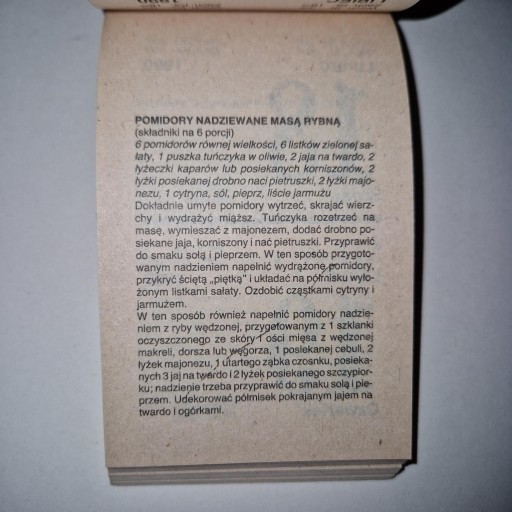 POMIDORY NADZIEWANE MASĄ RYBNĄ
(składniki na 6 porcji)
6 pomidorów równej wielkości, 6 listków zielonej sa-
łaty, 1 puszka tuńczyka w oliwie, 2 jaja na twardo, 2
łyżeczki kaparów lub posiekanych korniszonów, 2
łyżki posiekanej drobno naci pietruszki, 2 łyżki majo-
nezu, 1 cytryna, sól, pieprz, liście jarmużu
Dokładnie umyte pomidory wytrzeć, skrajać wierz-
chy i wydrążyć miąższ. Tuńczyka rozetrzeć na
masę, wymieszać z majonezem, dodać drobno po-
siekane jaja, korniszony i nać pietruszki. Przyprawić
do smaku solą i pieprzem. W ten sposób przygoto-
wanym nadzieniem napełnić wydrążone pomidory,
przykryć ściętą „piętką" i układać na półmisku wyło-
żonym listkami sałaty. Ozdobić cząstkami cytryny i
jarmużem.
W ten sposób również napełnić pomidory nadzie-
niem z ryby wędzonej, przygotowanym z 1 szklanki
oczyszczonego ze skóry i ości mięsa z wędzonej
makreli, dorsza lub węgorza, 1 posiekanej cebuli, 2
łyżek majonezu, 1 utartego ząbka czosnku, posieka-
nych 3 jaj na twardo i 2 łyżek posiekanego szczypior-
ku; nadzienie trzeba przyprawić do smaku solą i pie-
przem. Udekorować półmisek pokrajanym jajem na
twardo i ogórkami.